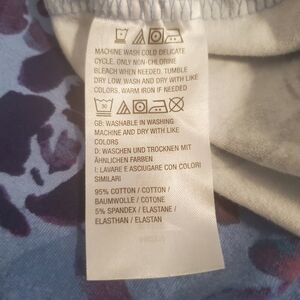 MACHINE WASH COLD DELICATE
CYCLE. ONLY NON-CHLORINE
BLEACH WHEN NEEDED. TUMBLE
DRY LOW. WASH AND DRY WITH LIKE
COLORS. WARM IRON IF NEEDED
30
GB: WASHABLE IN WASHING
MACHINE AND DRY WITH LIKE
COLORS
D: WASCHEN UND TROCKNEN MIT
ÄHNLICHEN FARBEN
I: LAVARE E ASCIUGARE CON COLORI
SIMILARI
95% COTTON / COTTON /
BAUMWOLLE / COTONE
5% SPANDEX / ELASTANE /
ELASTHAN / ELASTAN